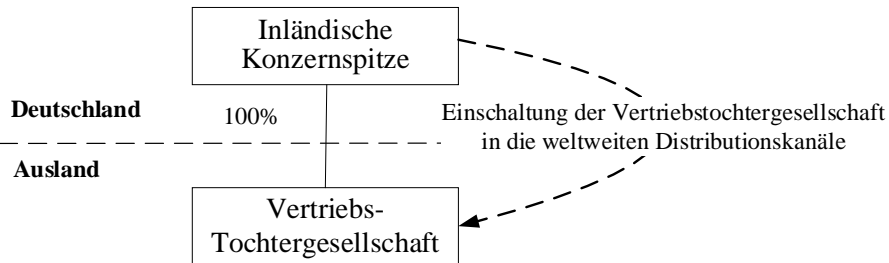 Inländische
Konzernspitze
Deutschland
100%
Einschaltung der Vertriebstochtergesellschaft
in die weltweiten Distributionskanäle
Ausland
Vertriebs-
Tochtergesellschaft